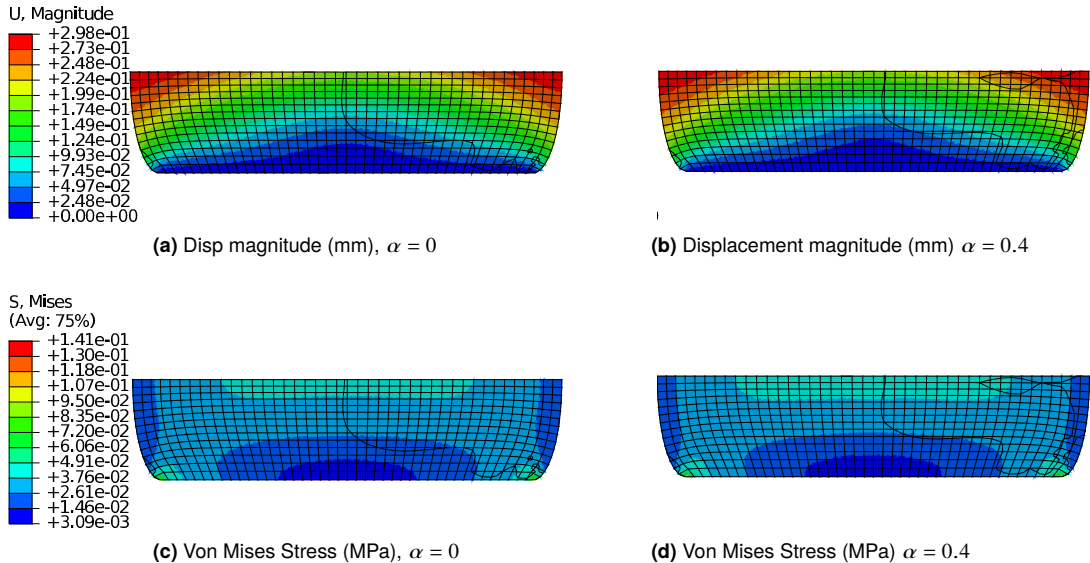 U, Magnitude
+2.98e-01
+2.73e-01
+2.48e-01
+2.24e-01
+1.99e-01
+1.74e-01
+1.49e-01
+1.24e-01
+9.93e-02
+7.45e-02
+4.97e-02
+2.48e-02
+0.00e+00
(a) Disp magnitude (mm), α = 0
(b) Displacement magnitude (mm) α = 0.4
S, Mises
(Avg: 75%)
+1.41e-01
+1.30e-01
+1.18e-01
+1.07e-01
+9.50e-02
+8.35e-02
+7.21e-02
+6.06e-02
+4.91e-02
+3.76e-02
+2.61e-02
+1.46e-02
+3.09e-03
(c) Von Mises Stress (MPa), α = 0
(d) Von Mises Stress (MPa) α = 0.4